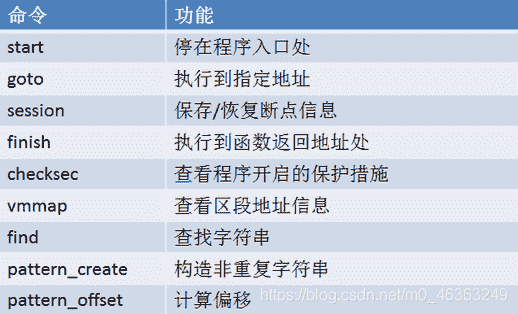 命令 功能
start 停在程序入口处
goto 执行到指定地址
session 保存/恢复断点信息
finish 执行到函数返回地址处
checksec 查看程序开启的保护措施
vmmap 查看区段地址信息
find 查找字符串
pattern_create 构造非重复字符串
pattern_offset 计算偏移
https://blog.csdn.net/m0_46363249